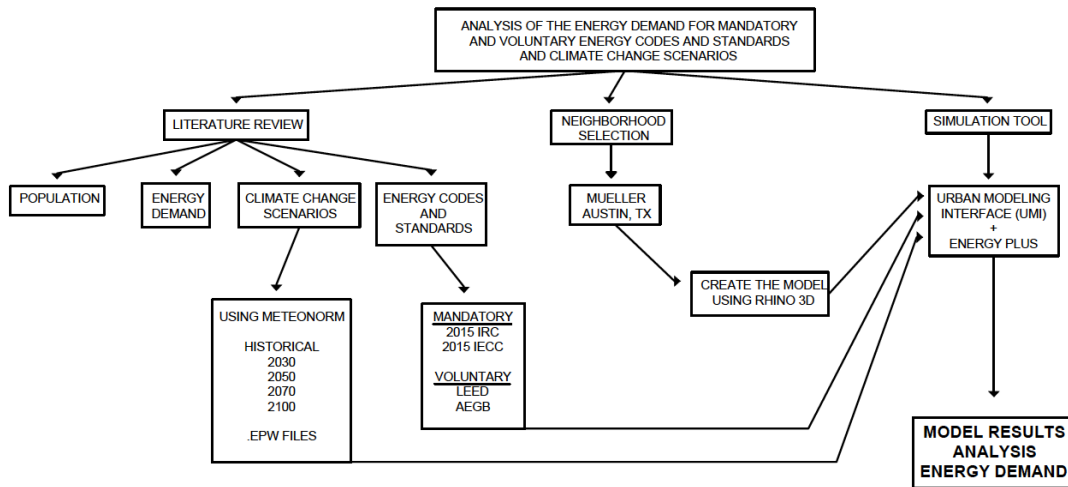 ANALYSIS OF THE ENERGY DEMAND FOR MANDATORY
AND VOLUNTARY ENERGY CODES AND STANDARDS
AND CLIMATE CHANGE SCENARIOS
LITERATURE REVIEW
NEIGHBORHOOD
SELECTION
SIMULATION TOOL
POPULATION
ENERGY
DEMAND
CLIMATE CHANGE
SCENARIOS
ENERGY CODES
AND
STANDARDS
MUELLER
AUSTIN, TX
URBAN MODELING
INTERFACE (UMI)
+
ENERGY PLUS
CREATE THE MODEL
USING RHINO 3D
USING METEONORM
HISTORICAL
2030
2050
2070
2100
.EPW FILES
MANDATORY
2015 IRC
2015 IECC
VOLUNTARY
LEED
AEGB
MODEL RESULTS
ANALYSIS
ENERGY DEMAND